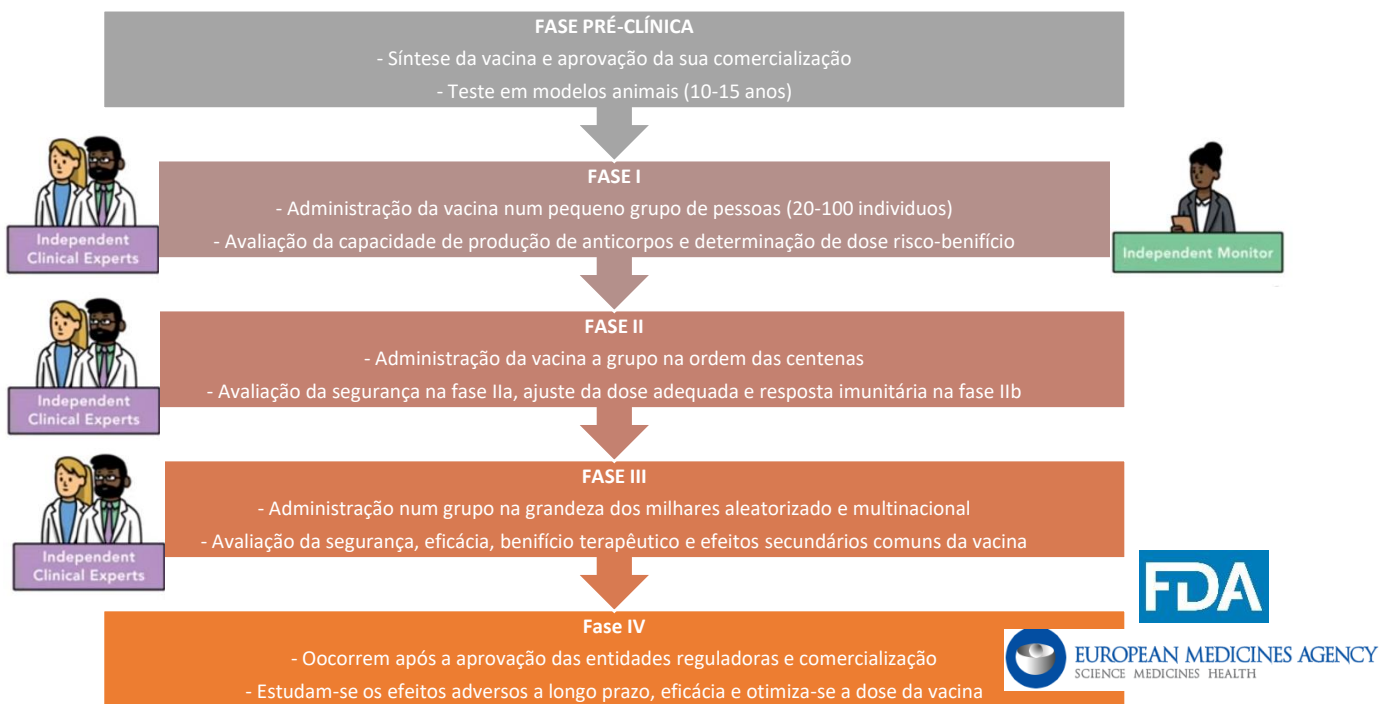 FASE PRÉ-CLÍNICA
- Síntese da vacina e aprovação da sua comercialização
- Teste em modelos animais (10-15 anos)
FASE I
- Administração da vacina num pequeno grupo de pessoas (20-100 individuos)
- Avaliação da capacidade de produção de anticorpos e determinação de dose risco-benifício
Independent
Clinical Experts
Independent Monitor
FASE II
- Administração da vacina a grupo na ordem das centenas
- Avaliação da segurança na fase IIa, ajuste da dose adequada e resposta imunitária na fase IIb
Independent
Clinical Experts
FASE III
- Administração num grupo na grandeza dos milhares aleatorizado e multinacional
- Avaliação da segurança, eficácia, benifício terapêutico e efeitos secundários comuns da vacina
Independent
Clinical Experts
FDA
Fase IV
- Oocorrem após a aprovação das entidades reguladoras e comercialização
- Estudam-se os efeitos adversos a longo prazo, eficácia e otimiza-se a dose da vacina
EUROPEAN MEDICINES AGENCY
SCIENCE MEDICINES HEALTH